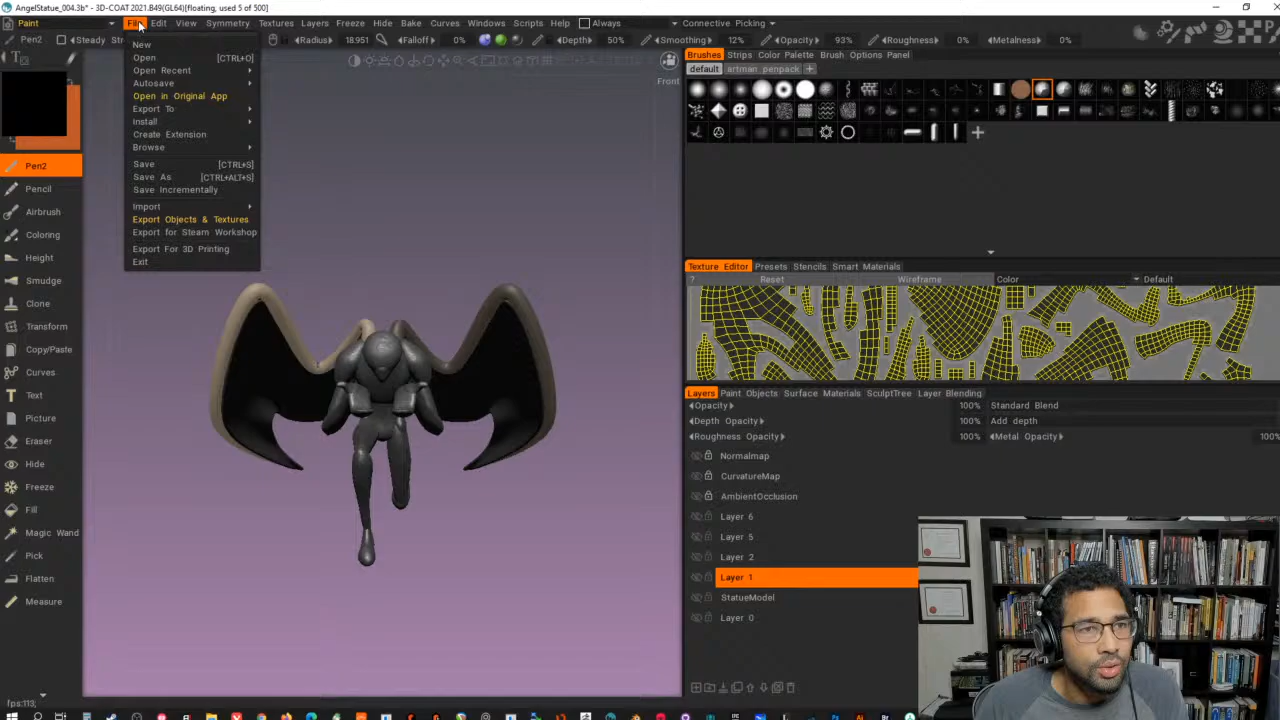 AngelStatue_004.3b* - 3D-COAT 2021.B49(GL64)[floating, used 5 of 500]
Paint File Edit View Symmetry Textures Layers Freeze Hide Bake Curves Windows Scripts Help Always Connective Picking
Pen2 Steady Radius 18.951 Falloff 0% Depth 50% Smoothing 12% Opacity 93% Roughness 0% Metalness 0%
New
Open [CTRL+O]
Open Recent
Autosave
Open in Original App
Export To
Install
Create Extension
Browse
Save [CTRL+S]
Save As [CTRL+ALT+S]
Save Incrementally
Import
Export Objects & Textures
Export for Steam Workshop
Export For 3D Printing
Exit
Front
Pen2
Pencil
Airbrush
Coloring
Height
Smudge
Clone
Transform
Copy/Paste
Curves
Text
Picture
Eraser
Hide
Freeze
Fill
Magic Wand
Pick
Flatten
Measure
fps:113;
Brushes Strips Color Palette Brush Options Panel
default artman penpack +
Texture Editor Presets Stencils Smart Materials
? Reset Wireframe Color Default
Layers Paint Objects Surface Materials SculptTree Layer Blending
Opacity 100% Standard Blend
Depth Opacity 100% Add depth
Roughness Opacity 100% Metal Opacity 100%
Normalmap
CurvatureMap
AmbientOcclusion
Layer 6
Layer 5
Layer 2
Layer 1
StatueModel
Layer 0